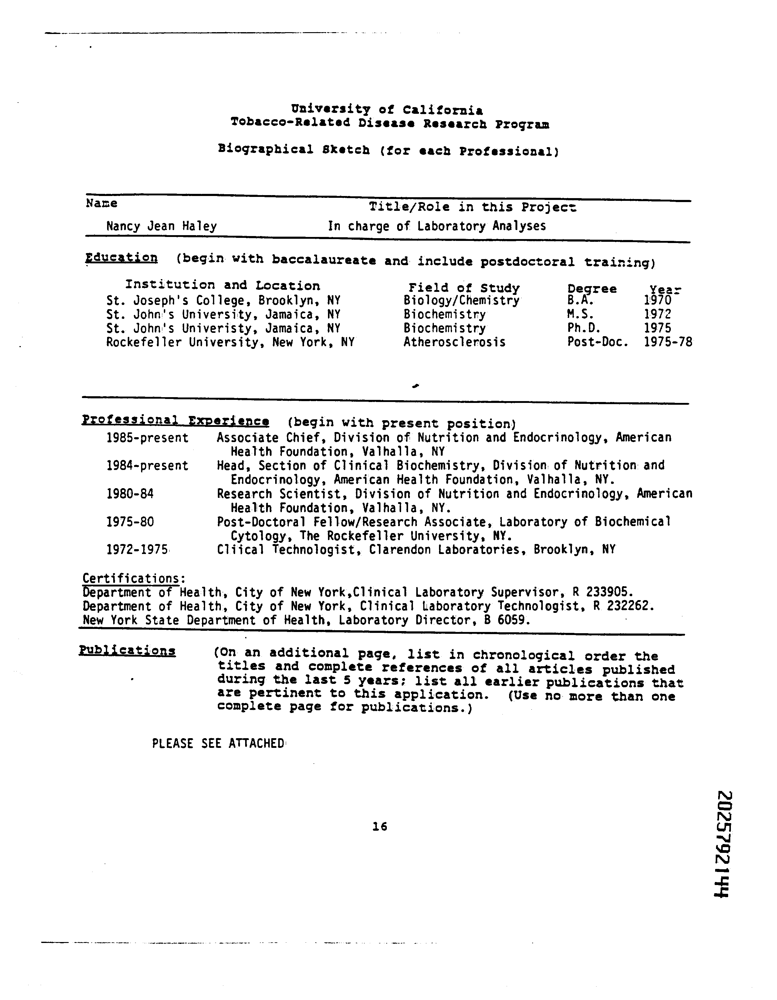 University of California
Tobacco-Related Disease Research Program
Biographical Sketch (for each Professional)
Name Title/Role in this Project
Nancy Jean Haley In charge of Laboratory Analyses
Education (begin with baccalaureate and include postdoctoral training)
Institution and Location Field of Study Degree Year
St. Joseph's College, Brooklyn, NY Biology/Chemistry B.A. 1970
St. John's University, Jamaica, NY Biochemistry M.S. 1972
St. John's Univeristy, Jamaica, NY Biochemistry Ph.D. 1975
Rockefeller University, New York, NY Atherosclerosis Post-Doc. 1975-78
Professional Experience (begin with present position)
1985-present Associate Chief, Division of Nutrition and Endocrinology, American
Health Foundation, Valhalla, NY
1984-present Head, Section of Clinical Biochemistry, Division of Nutrition and
Endocrinology, American Health Foundation, Valhalla, NY.
1980-84 Research Scientist, Division of Nutrition and Endocrinology, American
Health Foundation, Valhalla, NY.
1975-80 Post-Doctoral Fellow/Research Associate, Laboratory of Biochemical
Cytology, The Rockefeller University, NY.
1972-1975 Cliical Technologist, Clarendon Laboratories, Brooklyn, NY
Certifications:
Department of Health, City of New York,Clinical Laboratory Supervisor, R 233905.
Department of Health, City of New York, Clinical Laboratory Technologist, R 232262.
New York State Department of Health, Laboratory Director, B 6059.
Publications (On an additional page, list in chronological order the
titles and complete references of all articles published
during the last 5 years; list all earlier publications that
are pertinent to this application. (Use no more than one
complete page for publications.)
PLEASE SEE ATTACHED
16
2025792144